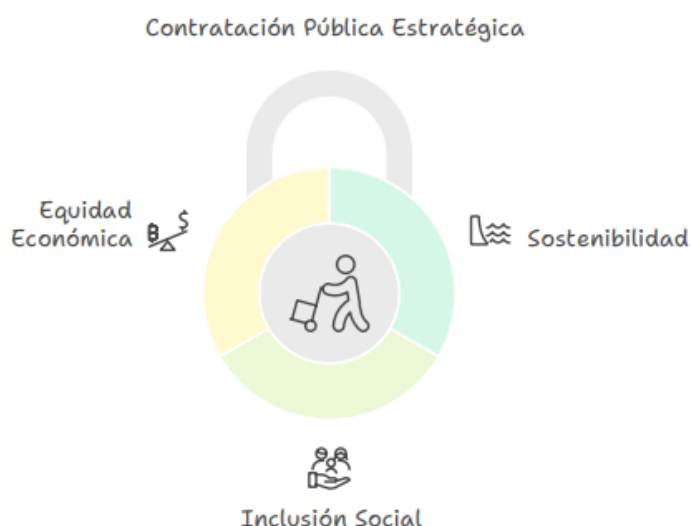 Contratación Pública Estratégica
Equidad
Económica
Sostenibilidad
Inclusión Social